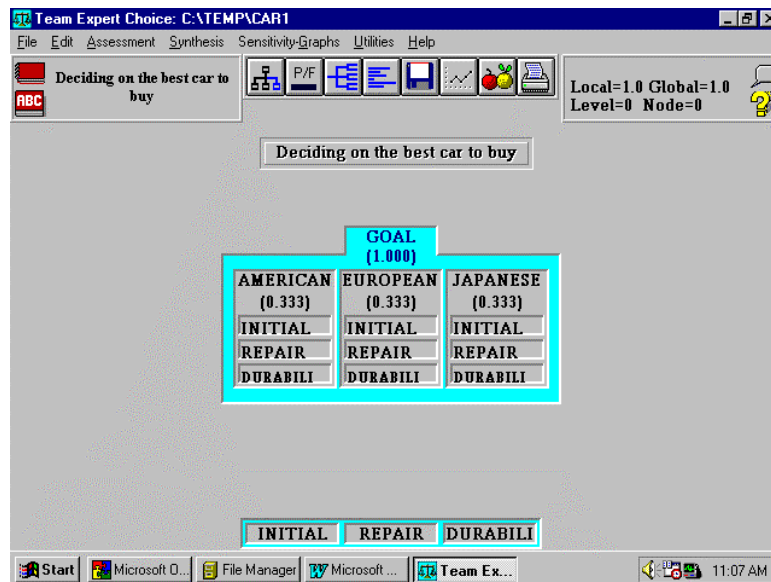 Team Expert Choice: C:\TEMP\CAR1
File Edit Assessment Synthesis Sensitivity-Graphs Utilities Help
Deciding on the best car to
buy
ABC
P/F
Local=1.0 Global=1.0
Level=0 Node=0
Deciding on the best car to buy
GOAL
(1.000)
AMERICAN EUROPEAN JAPANESE
(0.333) (0.333) (0.333)
INITIAL INITIAL INITIAL
REPAIR REPAIR REPAIR
DURABILI DURABILI DURABILI
INITIAL REPAIR DURABILI
Start Microsoft O... File Manager Microsoft ... Team Ex... 11:07 AM